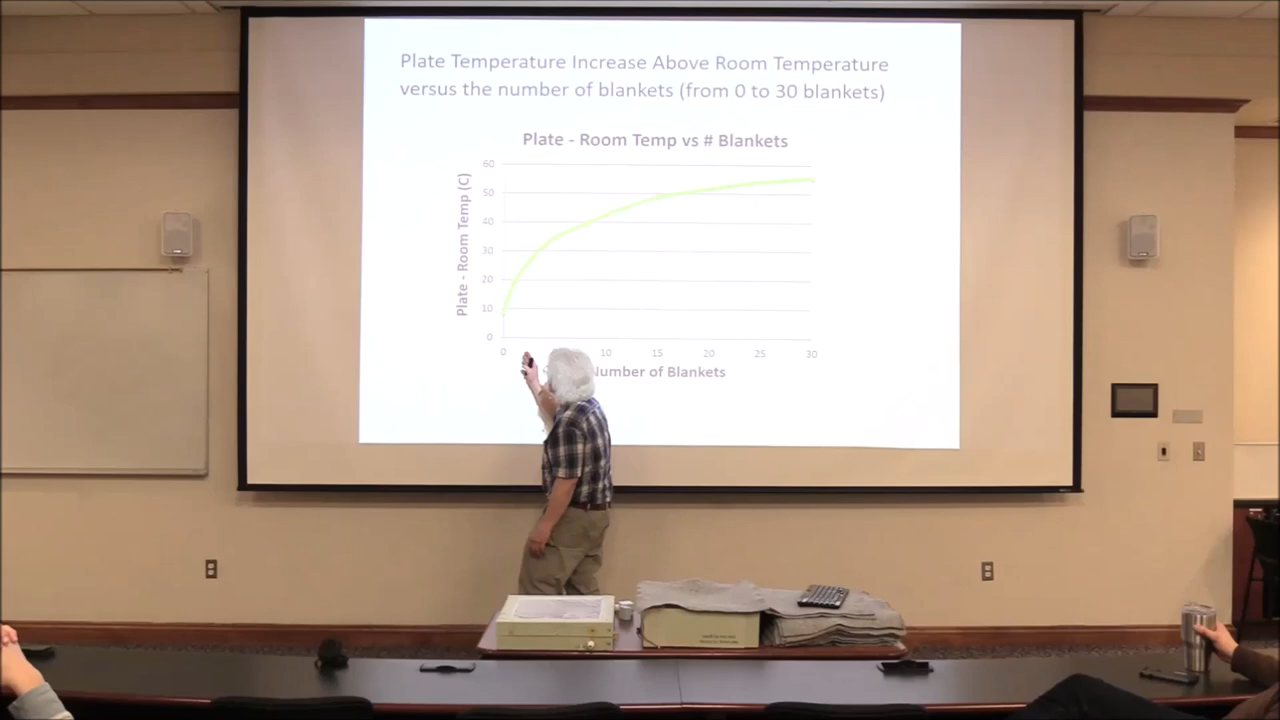 Plate Temperature Increase Above Room Temperature
versus the number of blankets (from 0 to 30 blankets)
Plate - Room Temp vs # Blankets
Plate - Room Temp (C)
60
50
40
30
20
10
0
0 10 15 20 25 30
Number of Blankets